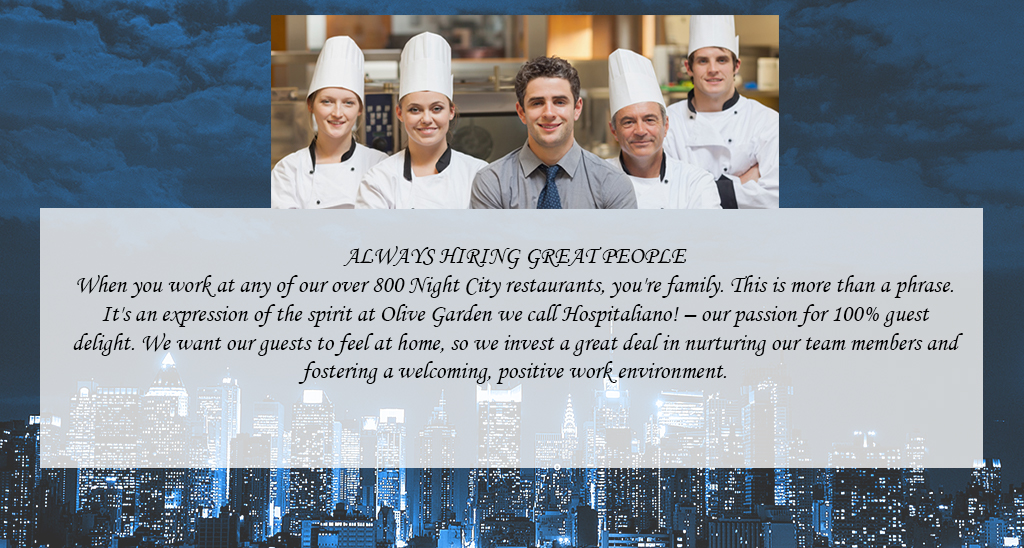 ALWAYS HIRING GREAT PEOPLE
When you work at any of our over 800 Night City restaurants, you're family. This is more than a phrase.
It's an expression of the spirit at Olive Garden we call Hospitaliano! – our passion for 100% guest
delight. We want our guests to feel at home, so we invest a great deal in nurturing our team members and
fostering a welcoming, positive work environment.